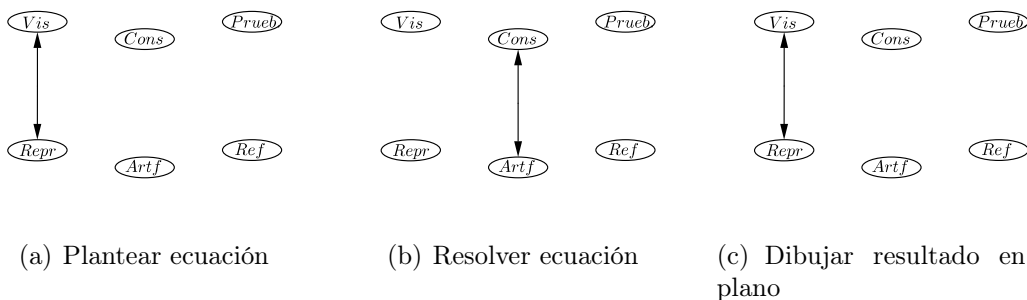 Vis
Cons
Prueb
Repr
Artf
Ref
(a) Plantear ecuación
Vis
Cons
Prueb
Repr
Artf
Ref
(b) Resolver ecuación
Vis
Cons
Prueb
Repr
Artf
Ref
(c) Dibujar resultado en
plano